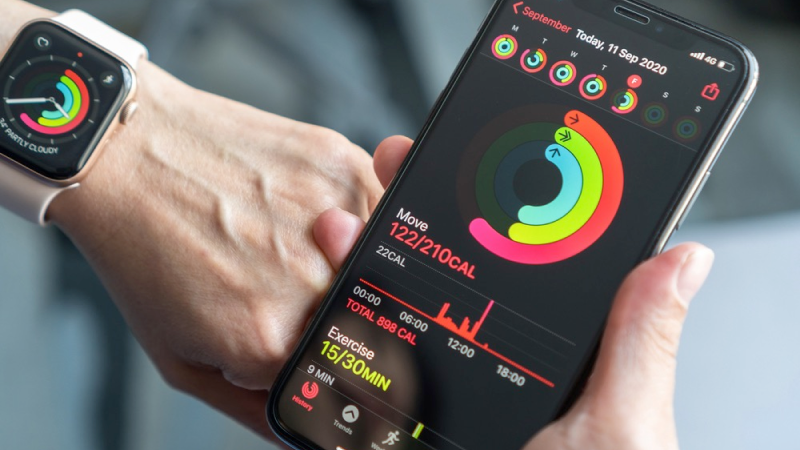 September
Today, 11 Sep 2020
4G
M T W T F S S
Move
122/210CAL
22CAL
00:00 06:00 12:00 18:00
TOTAL 898 CAL
Exercise
15/30MIN
9 MIN
History
Trends
PARTLY CLOUDY